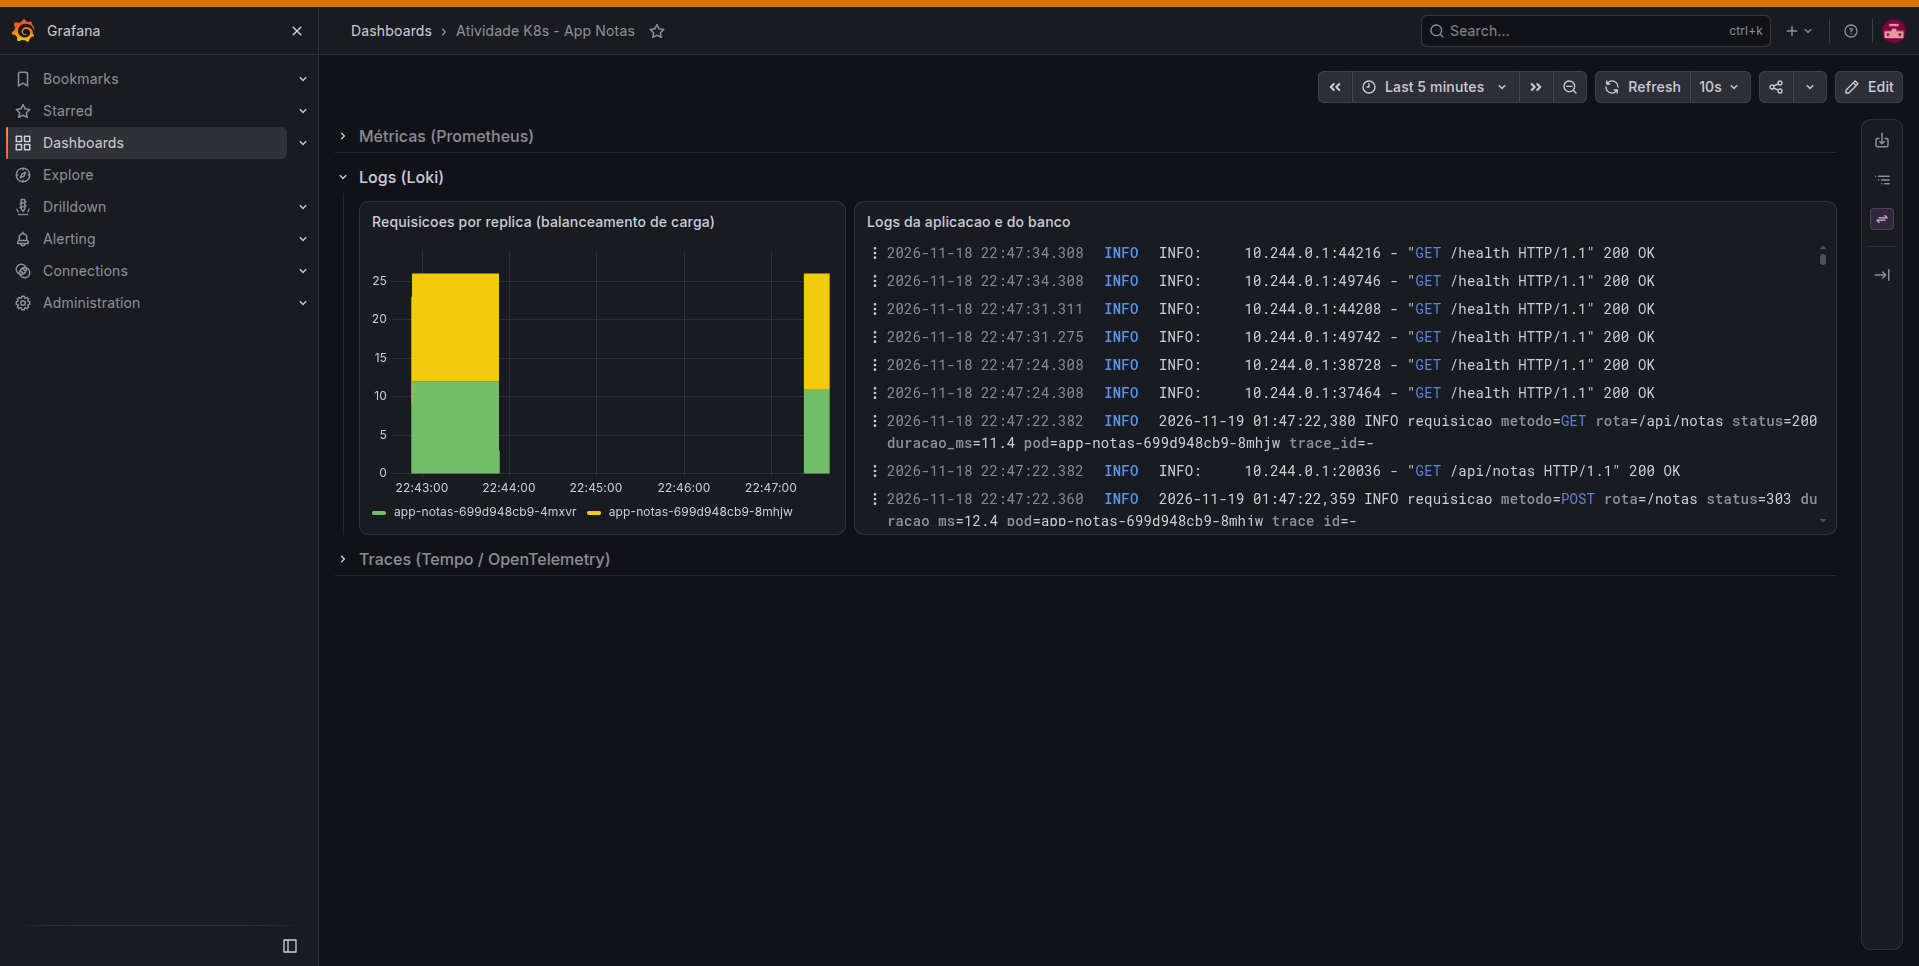 Grafana
Dashboards › Atividade K8s - App Notas
Search... ctrl+k
Bookmarks
Starred
Dashboards
Explore
Drilldown
Alerting
Connections
Administration
Last 5 minutes
Refresh 10s
Edit
Métricas (Prometheus)
Logs (Loki)
Requisicoes por replica (balanceamento de carga)
25
20
15
10
5
0
22:43:00 22:44:00 22:45:00 22:46:00 22:47:00
app-notas-699d948cb9-4mxvr app-notas-699d948cb9-8mhjw
Logs da aplicacao e do banco
2026-11-18 22:47:34.308 INFO INFO: 10.244.0.1:44216 - "GET /health HTTP/1.1" 200 OK
2026-11-18 22:47:34.308 INFO INFO: 10.244.0.1:49746 - "GET /health HTTP/1.1" 200 OK
2026-11-18 22:47:31.311 INFO INFO: 10.244.0.1:44208 - "GET /health HTTP/1.1" 200 OK
2026-11-18 22:47:31.275 INFO INFO: 10.244.0.1:49742 - "GET /health HTTP/1.1" 200 OK
2026-11-18 22:47:24.308 INFO INFO: 10.244.0.1:38728 - "GET /health HTTP/1.1" 200 OK
2026-11-18 22:47:24.308 INFO INFO: 10.244.0.1:37464 - "GET /health HTTP/1.1" 200 OK
2026-11-18 22:47:22.382 INFO 2026-11-19 01:47:22,380 INFO requisicao metodo=GET rota=/api/notas status=200
duracao_ms=11.4 pod=app-notas-699d948cb9-8mhjw trace_id=-
2026-11-18 22:47:22.382 INFO INFO: 10.244.0.1:20036 - "GET /api/notas HTTP/1.1" 200 OK
2026-11-18 22:47:22.360 INFO 2026-11-19 01:47:22,359 INFO requisicao metodo=POST rota=/notas status=303 du
racao_ms=12.4 pod=app-notas-699d948cb9-8mhjw trace_id=-
Traces (Tempo / OpenTelemetry)